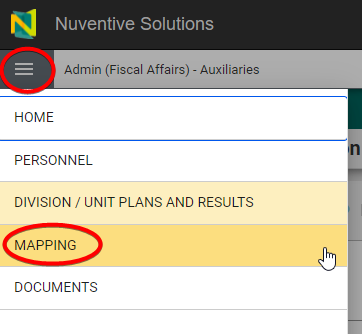 Nuventive Solutions
Admin (Fiscal Affairs) - Auxiliaries
HOME
PERSONNEL
DIVISION / UNIT PLANS AND RESULTS
MAPPING
DOCUMENTS